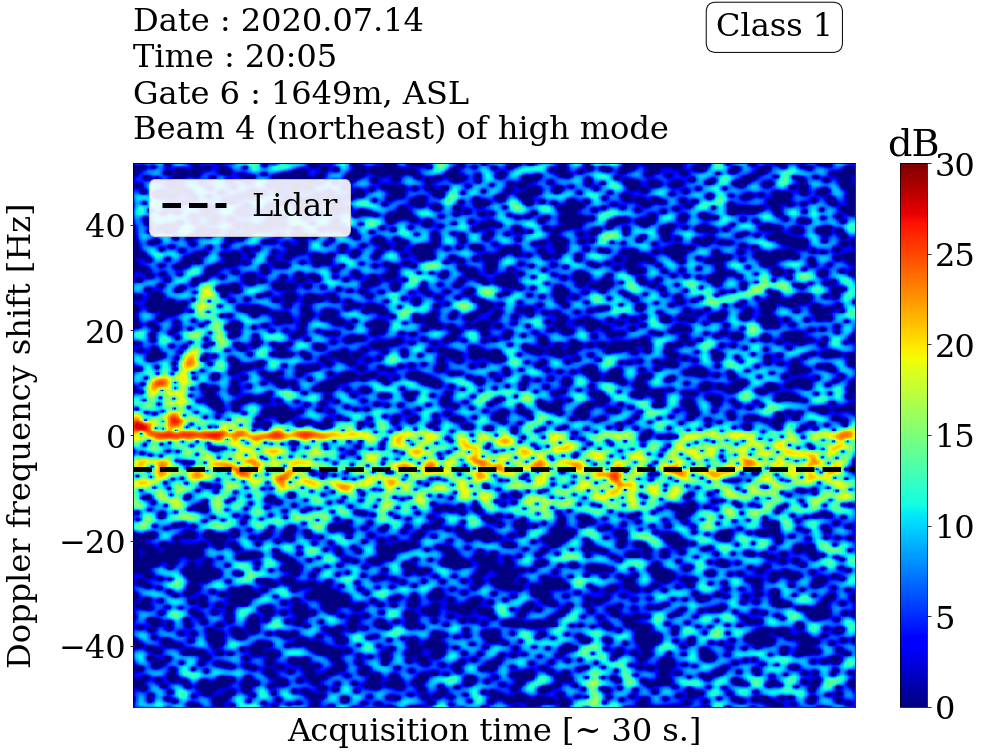 Date : 2020.07.14
Time : 20:05
Gate 6 : 1649m, ASL
Beam 4 (northeast) of high mode
Class 1
dB
Lidar
40
20
0
−20
−40
Doppler frequency shift [Hz]
Acquisition time [~ 30 s.]
30
25
20
15
10
5
0